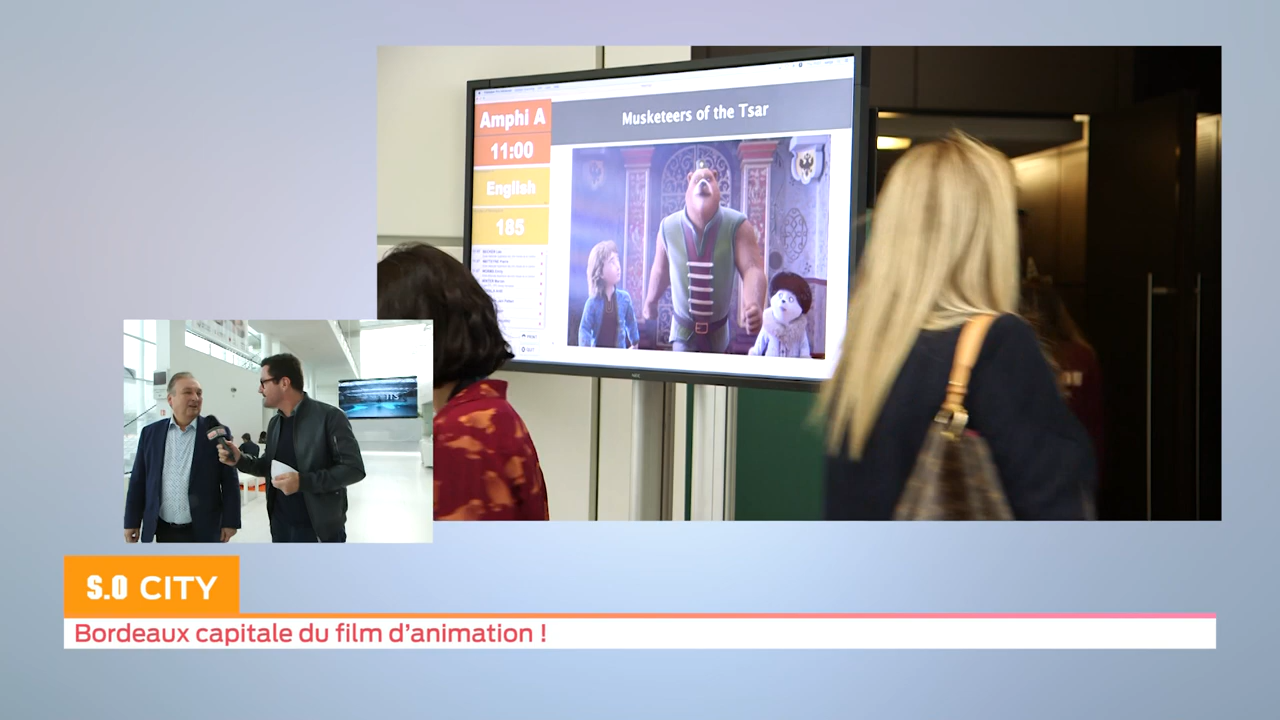 Amphi A
11:00
English
185
Musketeers of the Tsar
S.O CITY
Bordeaux capitale du film d'animation !